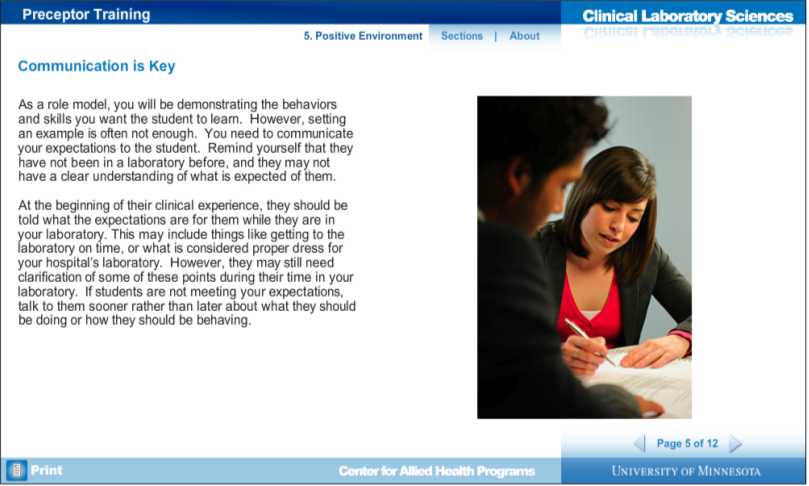 Preceptor Training
Clinical Laboratory Sciences
5. Positive Environment
Sections | About
Communication is Key
As a role model, you will be demonstrating the behaviors
and skills you want the student to learn. However, setting
an example is often not enough. You need to communicate
your expectations to the student. Remind yourself that they
have not been in a laboratory before, and they may not
have a clear understanding of what is expected of them.
At the beginning of their clinical experience, they should be
told what the expectations are for them while they are in
your laboratory. This may include things like getting to the
laboratory on time, or what is considered proper dress for
your hospital's laboratory. However, they may still need
clarification of some of these points during their time in your
laboratory. If students are not meeting your expectations,
talk to them sooner rather than later about what they should
be doing or how they should be behaving.
Page 5 of 12
Print
Center for Allied Health Programs
UNIVERSITY OF MINNESOTA